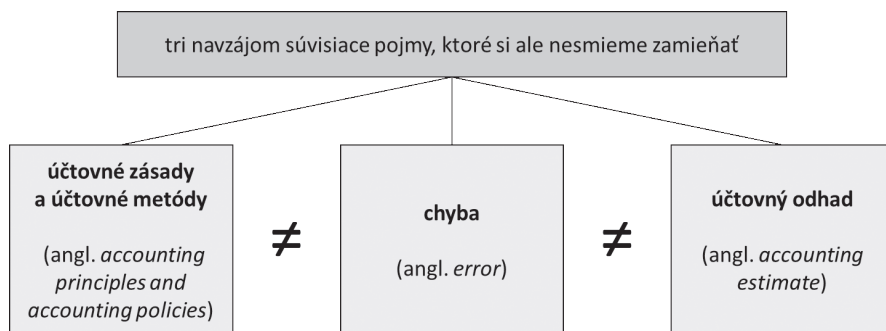 tri navzájom súvisiace pojmy, ktoré si ale nesmieme zamieňať
účtovné zásady
a účtovné metódy
(angl. accounting
principles and
accounting policies)
≠
chyba
(angl. error)
≠
účtovný odhad
(angl. accounting
estimate)